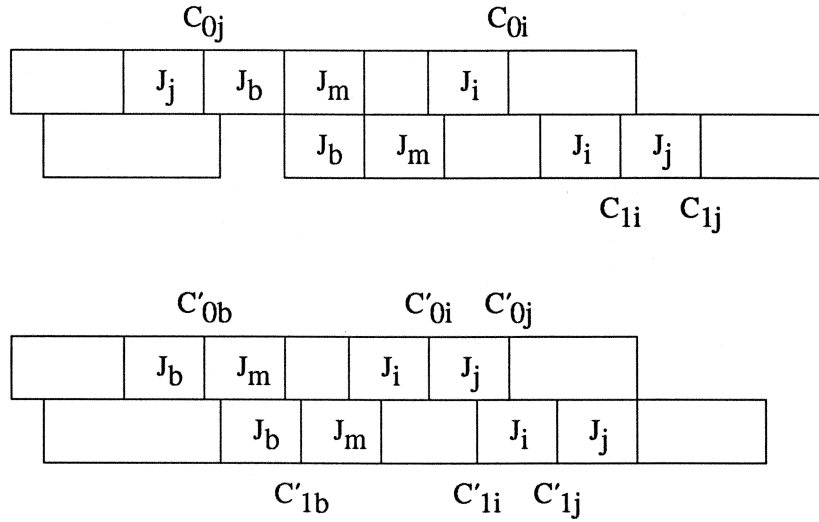 C0j C0i
Jj Jb Jm Ji
Jb Jm Ji Jj
C1i C1j
C'0b C'0i C'0j
Jb Jm Ji Jj
Jb Jm Ji Jj
C'1b C'1i C'1j